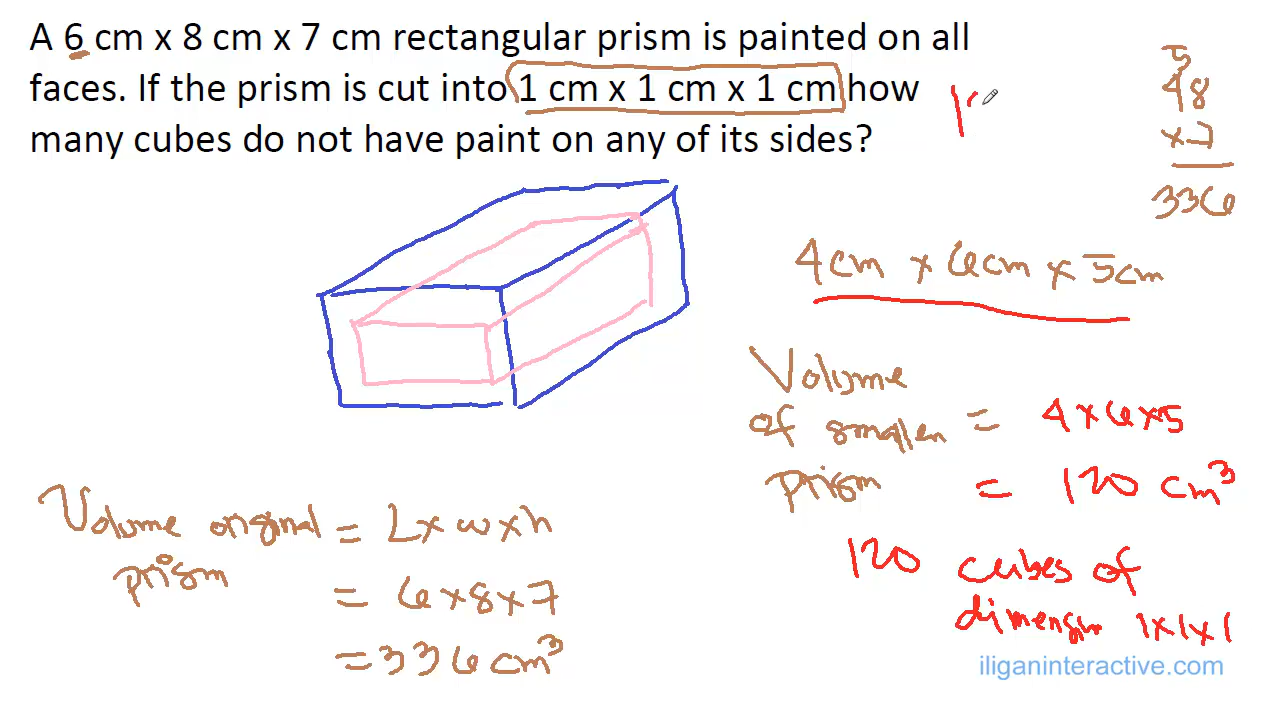 A 6 cm x 8 cm x 7 cm rectangular prism is painted on all
faces. If the prism is cut into 1 cm x 1 cm x 1 cm how
many cubes do not have paint on any of its sides?
5
48
x7
336
4cm x 6cm x 5cm
Volume
of smaller = 4x6x5
prism = 120 cm³
120 cubes of
dimension 1x1x1
Volume original = L x w x h
prism
= 6x8x7
= 336 cm³
iliganinteractive.com